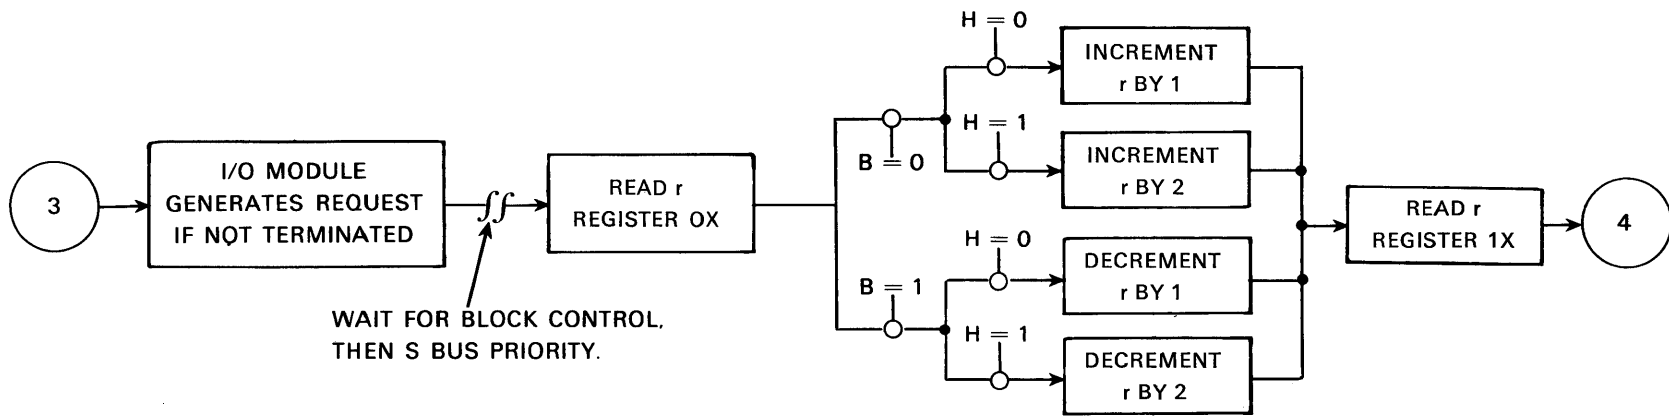 3
I/O MODULE
GENERATES REQUEST
IF NOT TERMINATED
WAIT FOR BLOCK CONTROL,
THEN S BUS PRIORITY.
READ r
REGISTER 0X
B = 0
B = 1
H = 0
INCREMENT
r BY 1
H = 1
INCREMENT
r BY 2
H = 0
DECREMENT
r BY 1
H = 1
DECREMENT
r BY 2
READ r
REGISTER 1X
4